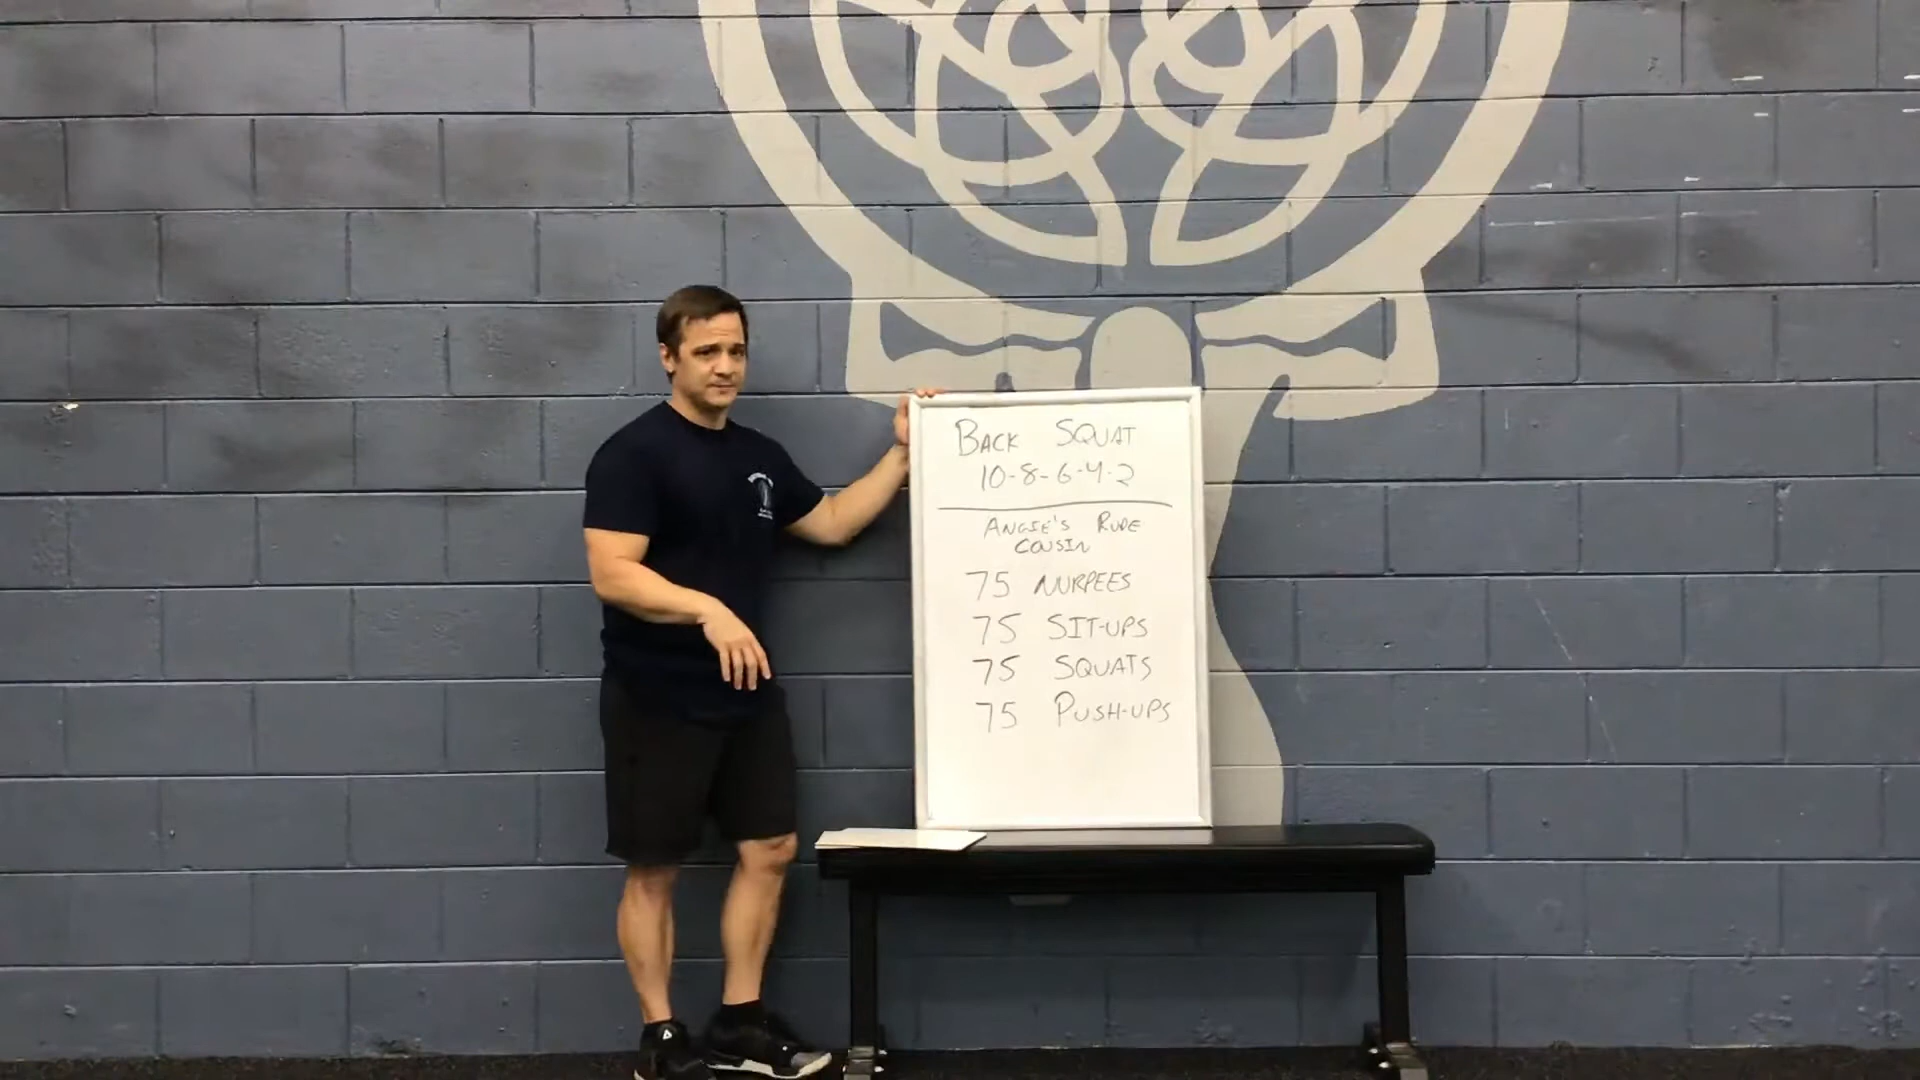 BACK SQUAT
10-8-6-4-2
ANGIE'S RUDE
COUSIN
75 NURPEES
75 SIT-UPS
75 SQUATS
75 PUSH-UPS